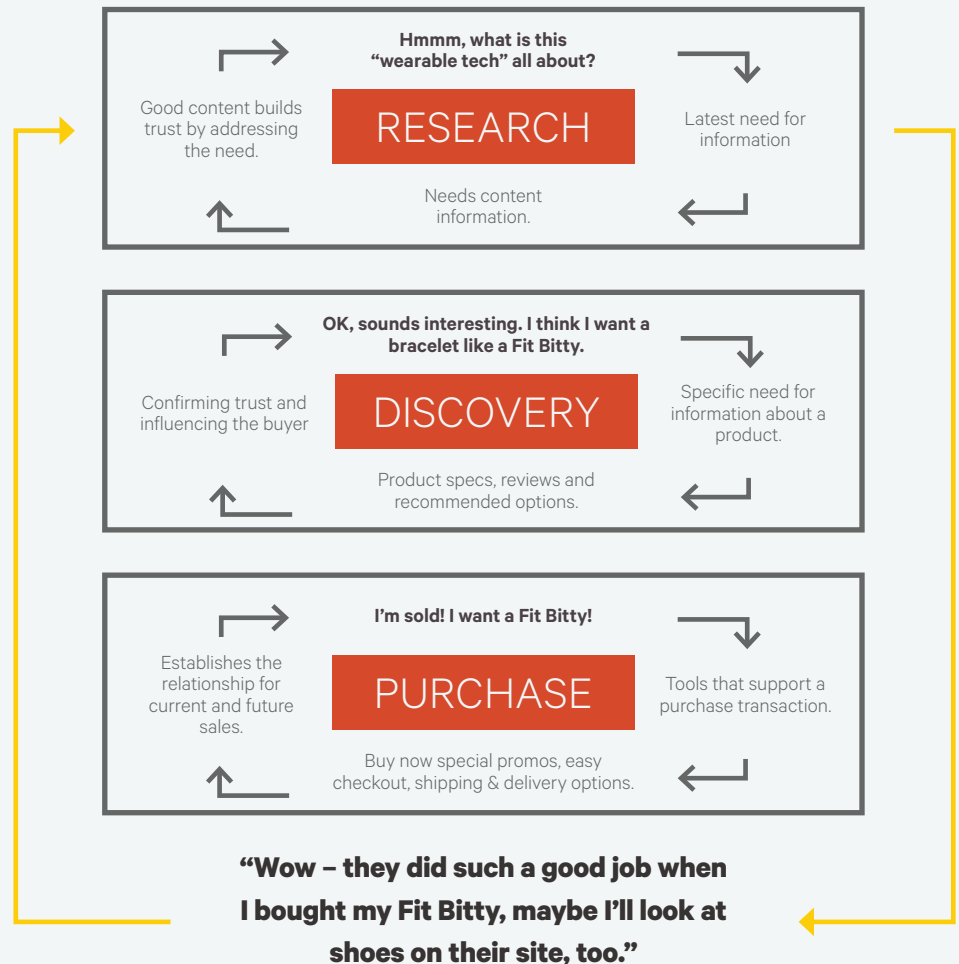 Hmmm, what is this
“wearable tech” all about?
Good content builds
trust by addressing
the need.
RESEARCH
Latest need for
information
Needs content
information.
OK, sounds interesting. I think I want a
bracelet like a Fit Bitty.
Confirming trust and
influencing the buyer
DISCOVERY
Specific need for
information about a
product.
Product specs, reviews and
recommended options.
I’m sold! I want a Fit Bitty!
Establishes the
relationship for
current and future
sales.
PURCHASE
Tools that support a
purchase transaction.
Buy now special promos, easy
checkout, shipping & delivery options.
“Wow – they did such a good job when
I bought my Fit Bitty, maybe I’ll look at
shoes on their site, too.”